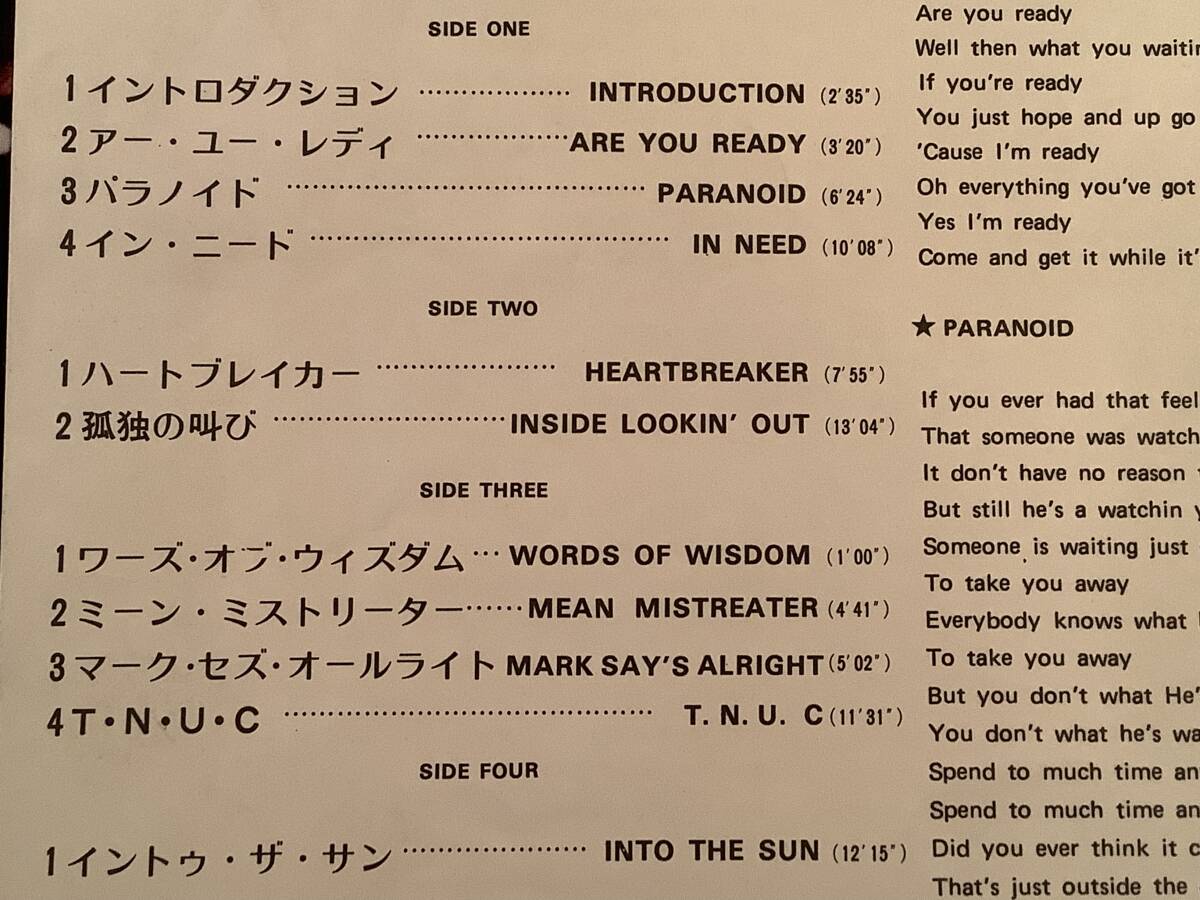 SIDE ONE
1 イントロダクション ……………… INTRODUCTION (2'35")
2 アー・ユー・レディ ………………ARE YOU READY (3'20")
3 パラノイド …………………………………… PARANOID (6'24")
4 イン・ニード …………………………………… IN NEED (10'08")
SIDE TWO
1 ハートブレイカー ………………… HEARTBREAKER (7'55")
2 孤独の叫び ………………………INSIDE LOOKIN' OUT (13'04")
SIDE THREE
1 ワーズ・オブ・ウィズダム … WORDS OF WISDOM (1'00")
2 ミーン・ミストリーター…… MEAN MISTREATER (4'41")
3 マーク・セズ・オールライト MARK SAY'S ALRIGHT (5'02")
4 T・N・U・C …………………………………… T. N. U. C (11'31")
SIDE FOUR
1 イントゥ・ザ・サン ………………… INTO THE SUN (12'15")
Are you ready
Well then what you
If you're ready
You just hope and up go
'Cause I'm ready
Oh everything you've got
Yes I'm ready
Come and get it while
★ PARANOID
If you ever had that
That someone was
It don't have no reason
But still he's a watchin
Someone is waiting just
To take you away
Everybody knows what
To take you away
But you don't what
You don't what he's
Spend to much time
Spend to much time
Did you ever think it
That's just outside the